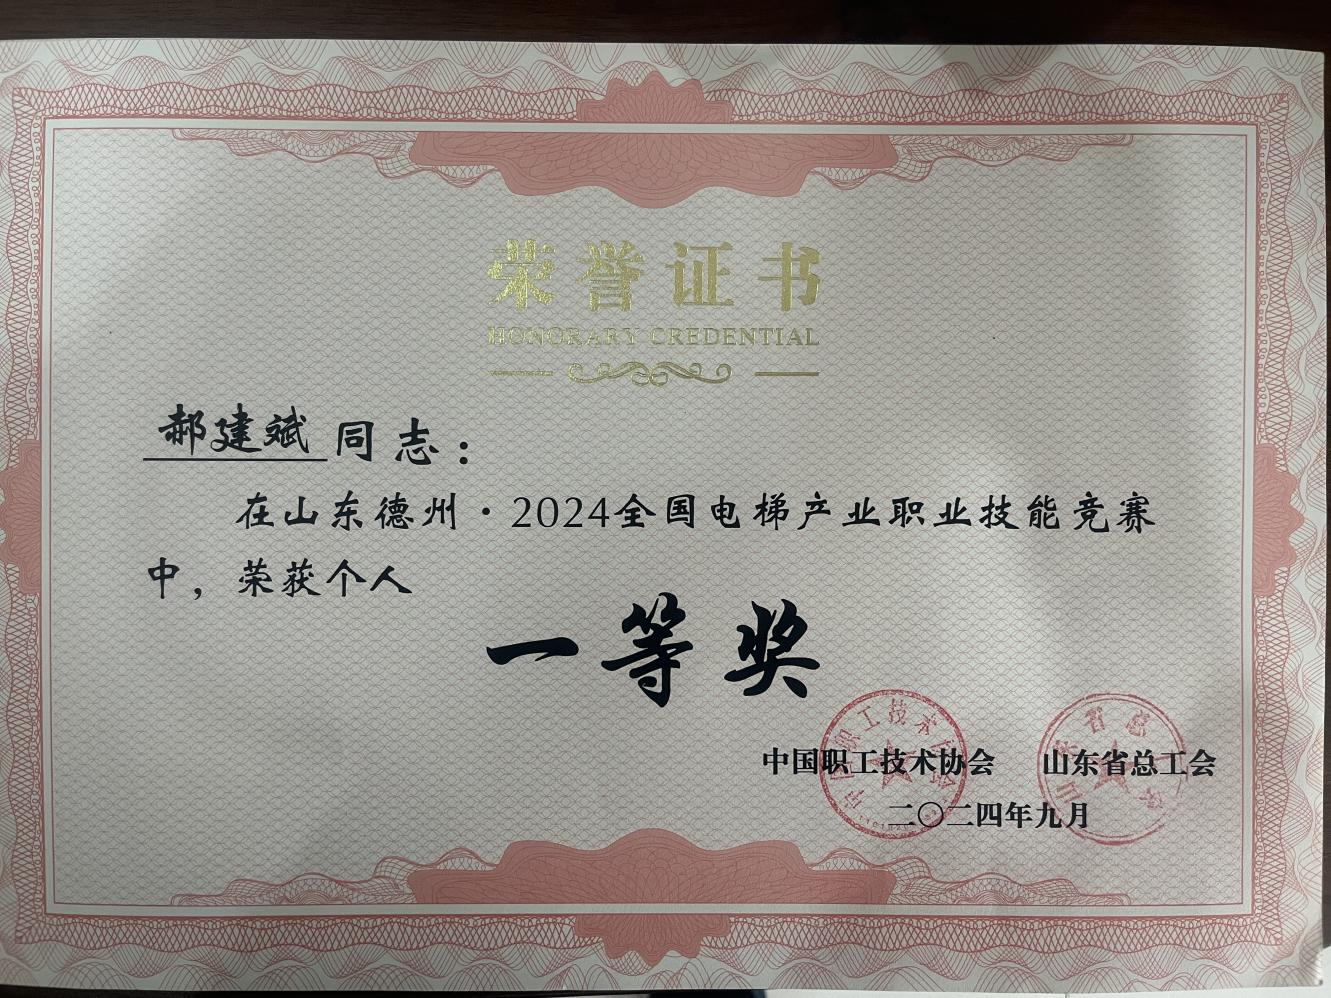 荣誉证书
HONORARY CREDENTIAL
郝建斌同志：
在山东德州·2024全国电梯产业职业技能竞赛
中，荣获个人
一等奖
中国职工技术协会 山东省总工会
二〇二四年九月